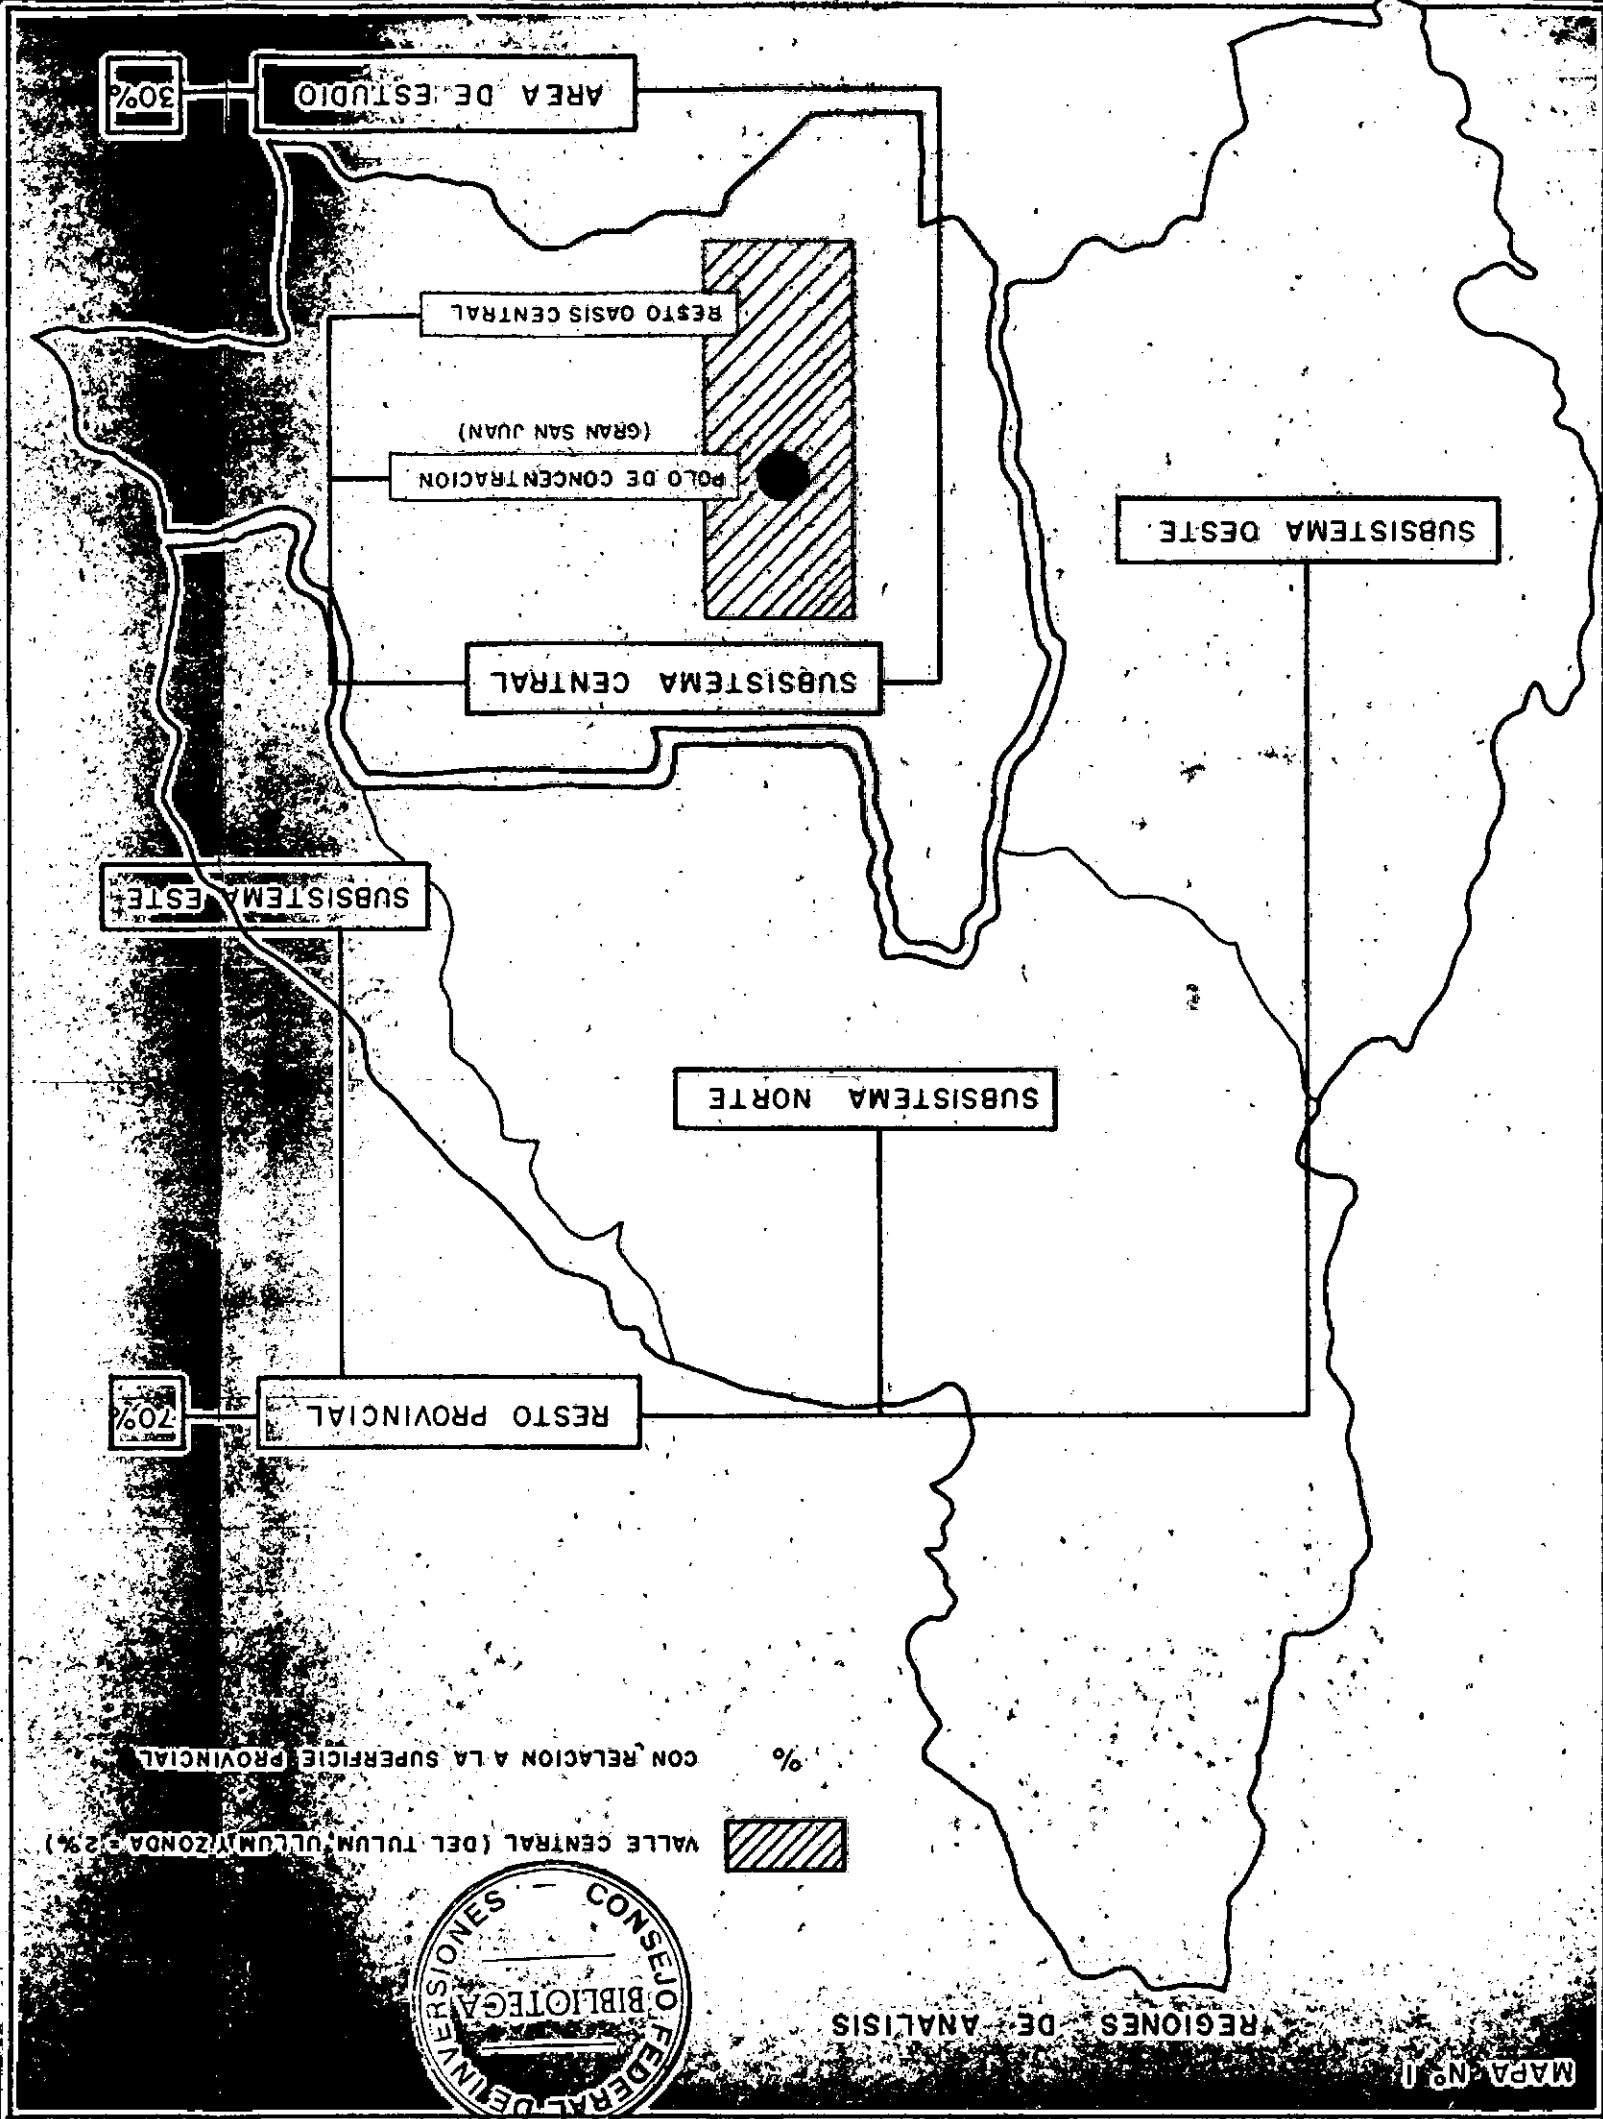 MAPA Nº 1
REGIONES DE ANALISIS
CONSEJO FEDERAL DE INVERSIONES
BIBLIOTECA
VALLE CENTRAL (DEL TULUM, ULLUM Y ZONDA = 2%)
% CON RELACION A LA SUPERFICIE PROVINCIAL
RESTO PROVINCIAL
70%
SUBSISTEMA NORTE
SUBSISTEMA ESTE
SUBSISTEMA CENTRAL
SUBSISTEMA OESTE
POLO DE CONCENTRACION
(GRAN SAN JUAN)
RESTO OASIS CENTRAL
AREA DE ESTUDIO
30%